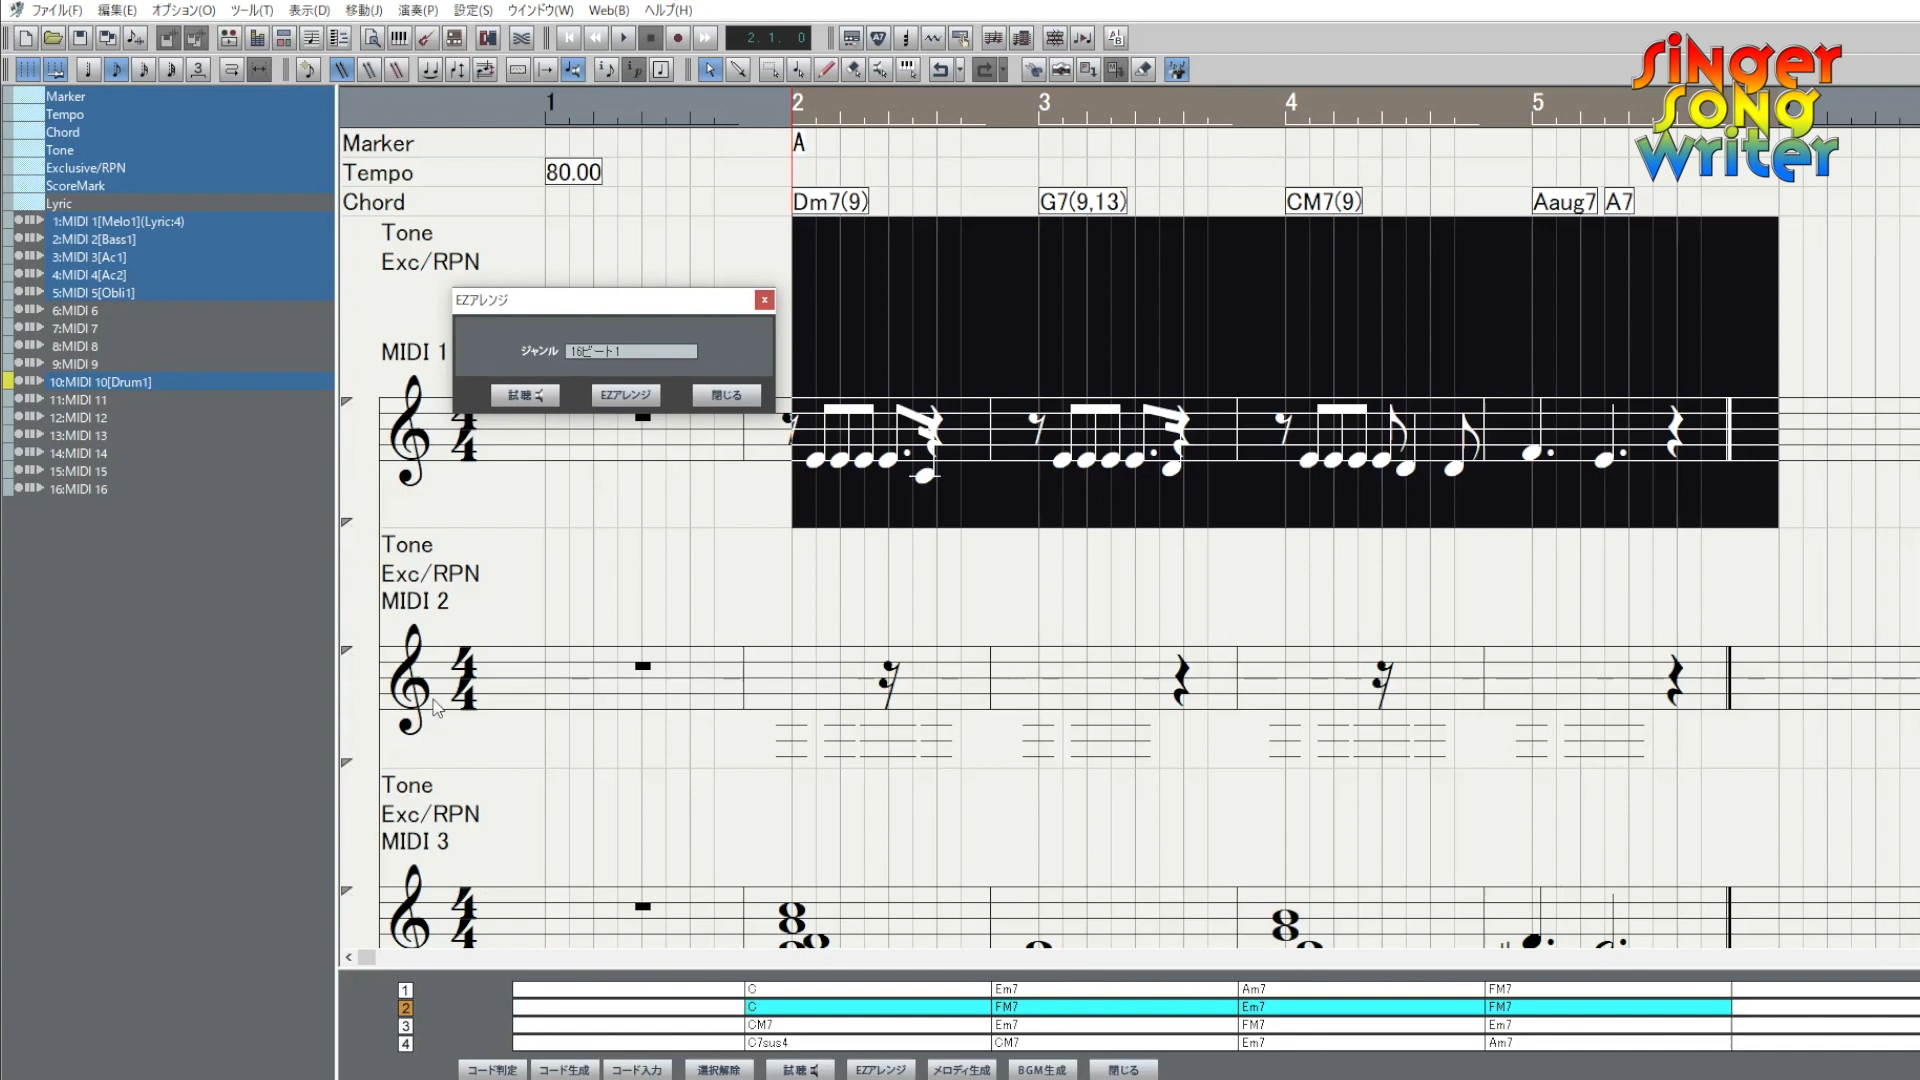 ファイル(F) 編集(E) オプション(O) ツール(T) 表示(D) 移動(J) 演奏(P) 設定(S) ウインドウ(W) Web(B) ヘルプ(H)
2. 1. 0
Singer
Song
Writer
Marker
Tempo
Chord
Tone
Exclusive/RPN
ScoreMark
Lyric
1:MIDI 1[Melo1](Lyric:4)
2:MIDI 2[Bass1]
3:MIDI 3[Ac1]
4:MIDI 4[Ac2]
5:MIDI 5[Obli1]
6:MIDI 6
7:MIDI 7
8:MIDI 8
9:MIDI 9
10:MIDI 10[Drum1]
11:MIDI 11
12:MIDI 12
13:MIDI 13
14:MIDI 14
15:MIDI 15
16:MIDI 16
1 2 3 4 5
Marker A
Tempo 80.00
Chord Dm7(9) G7(9,13) CM7(9) Aaug7 A7
Tone
Exc/RPN
EZアレンジ
ジャンル 16ビート1
試聴 EZアレンジ 閉じる
MIDI 1
4
4
Tone
Exc/RPN
MIDI 2
4
4
Tone
Exc/RPN
MIDI 3
4
4
1 C Em7 Am7 FM7
2 C FM7 Em7 FM7
3 CM7 Em7 FM7 Em7
4 C7sus4 CM7 Em7 Am7
コード判定 コード生成 コード入力 選択解除 試聴 EZアレンジ メロディ生成 BGM生成 閉じる